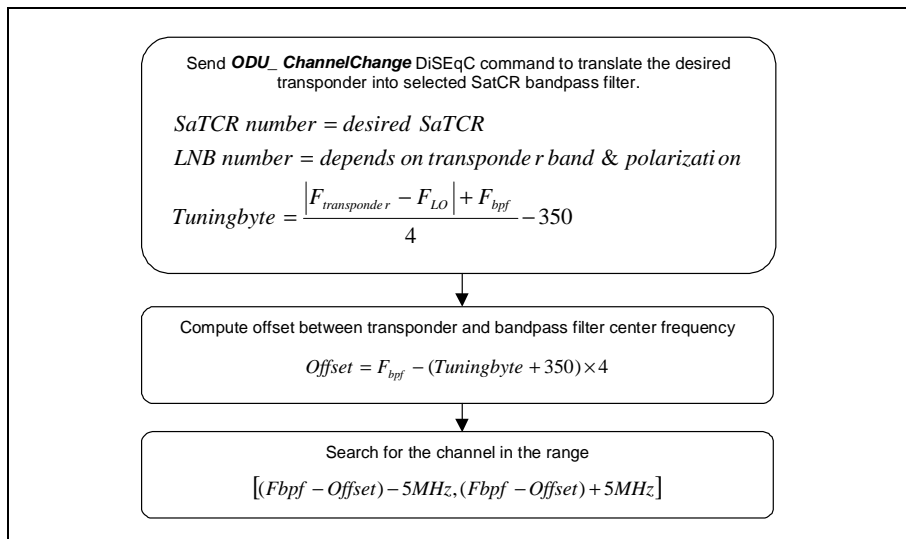 Send ODU_ ChannelChange DiSEqC command to translate the desired
transponder into selected SatCR bandpass filter.
SaTCR number = desired SaTCR
LNB number = depends on transponder band & polarization
Tuningbyte = (|F_transponder − F_LO| + F_bpf) / 4 − 350
Compute offset between transponder and bandpass filter center frequency
Offset = F_bpf − (Tuningbyte + 350) × 4
Search for the channel in the range
[(Fbpf − Offset) − 5MHz, (Fbpf − Offset) + 5MHz]